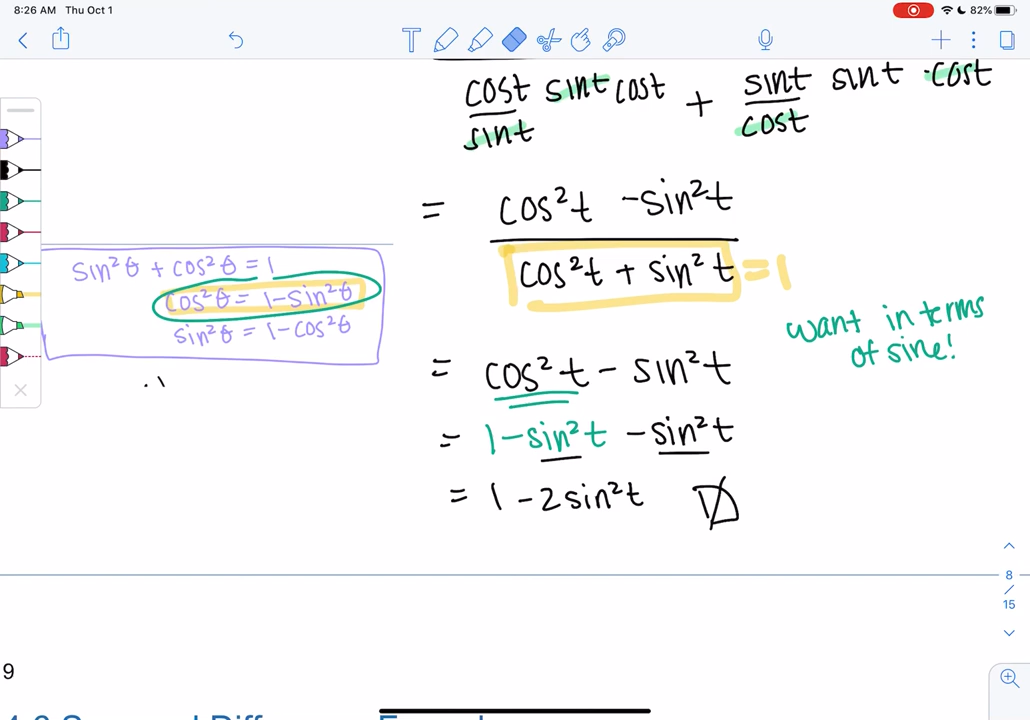 8:26 AM Thu Oct 1
82%
T
cost/sint sint cost + sint/cost sint · cost
= cos²t - sin²t
cos²t + sin²t = 1
sin²θ + cos²θ = 1
cos²θ = 1 - sin²θ
sin²θ = 1 - cos²θ
want in terms
of sine!
= cos²t - sin²t
= 1 - sin²t - sin²t
= 1 - 2sin²t
8
/
15
9